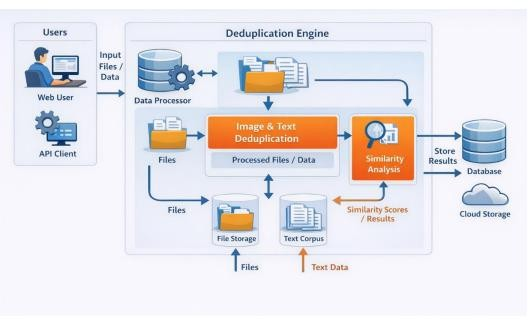 Users
Deduplication Engine
Input
Files /
Data
Web User
Data Processor
API Client
Image & Text
Deduplication
Files
Processed Files / Data
Similarity
Analysis
Store
Results
Database
Files
File Storage
Text Corpus
Similarity Scores
/ Results
Cloud Storage
Files
Text Data